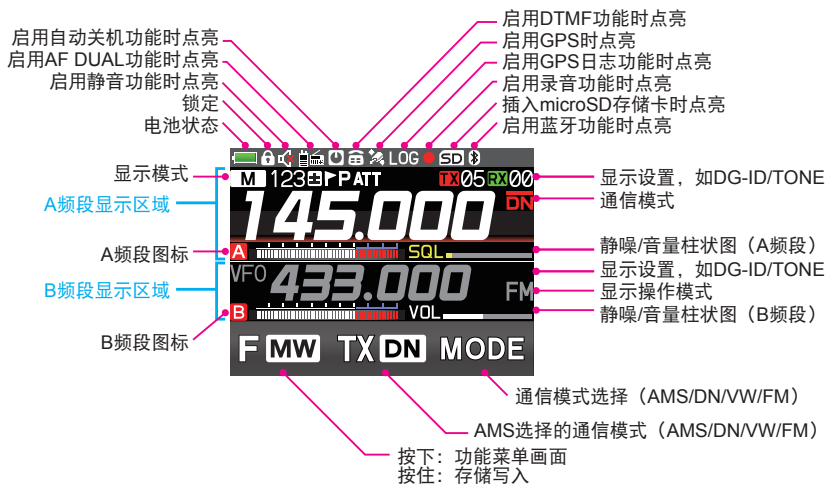 启用自动关机功能时点亮
启用AF DUAL功能时点亮
启用静音功能时点亮
锁定
电池状态
启用DTMF功能时点亮
启用GPS时点亮
启用GPS日志功能时点亮
启用录音功能时点亮
插入microSD存储卡时点亮
启用蓝牙功能时点亮
LOG SD
显示模式
M 123 P ATT TX 05 RX 00
显示设置，如DG-ID/TONE
A频段显示区域
145.000 DN
通信模式
A频段图标
A SQL
静噪/音量柱状图（A频段）
VFO 433.000 FM
显示设置，如DG-ID/TONE
B频段显示区域
显示操作模式
B VOL
静噪/音量柱状图（B频段）
B频段图标
F MW TX DN MODE
通信模式选择（AMS/DN/VW/FM）
AMS选择的通信模式（AMS/DN/VW/FM）
按下：功能菜单画面
按住：存储写入